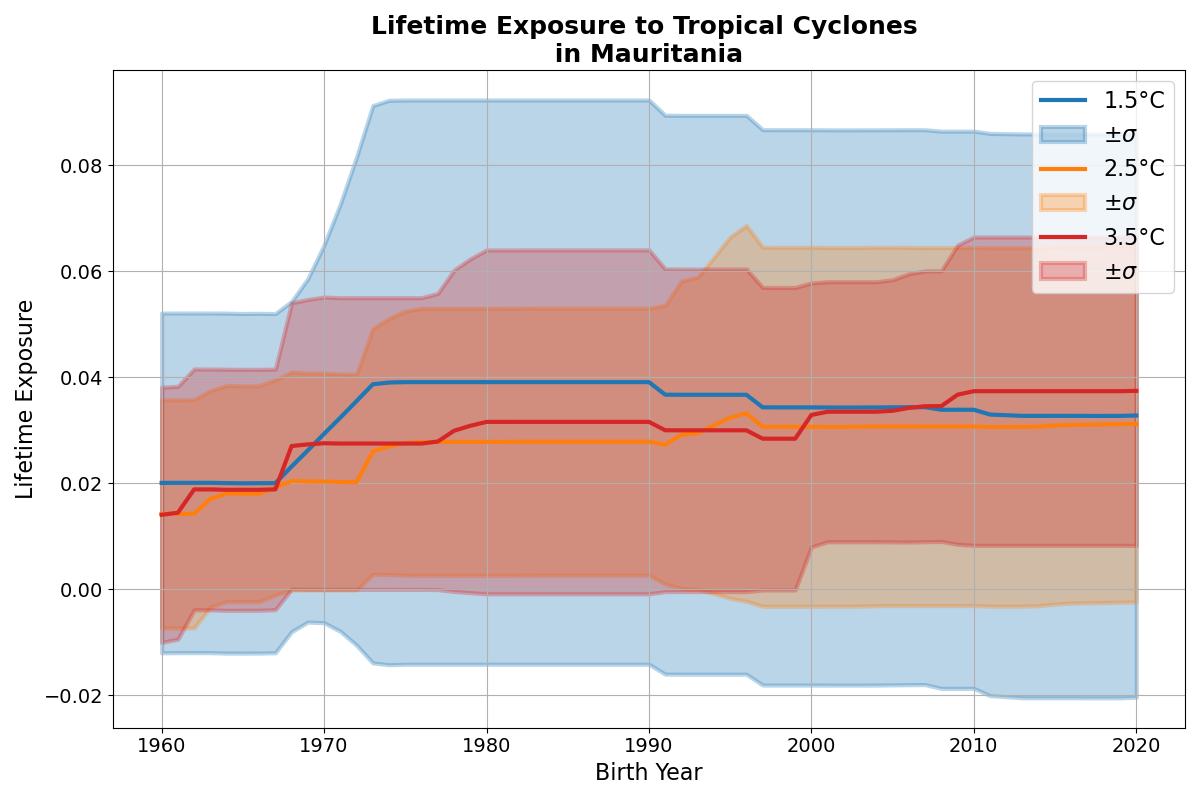 Lifetime Exposure to Tropical Cyclones
in Mauritania
Lifetime Exposure
0.08
0.06
0.04
0.02
0.00
−0.02
1.5°C
±σ
2.5°C
±σ
3.5°C
±σ
1960 1970 1980 1990 2000 2010 2020
Birth Year